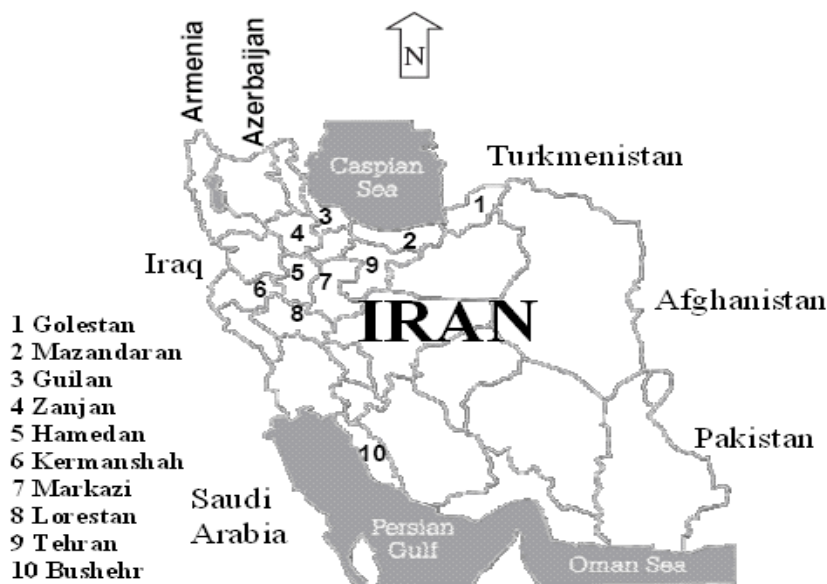 N
Armenia
Azerbaijan
Caspian
Sea
Turkmenistan
3
1
4
2
Iraq
5
7
9
6
8
IRAN
Afghanistan
1 Golestan
2 Mazandaran
3 Guilan
4 Zanjan
5 Hamedan
6 Kermanshah
7 Markazi
8 Lorestan
9 Tehran
10 Bushehr
10
Pakistan
Saudi
Arabia
Persian
Gulf
Oman Sea